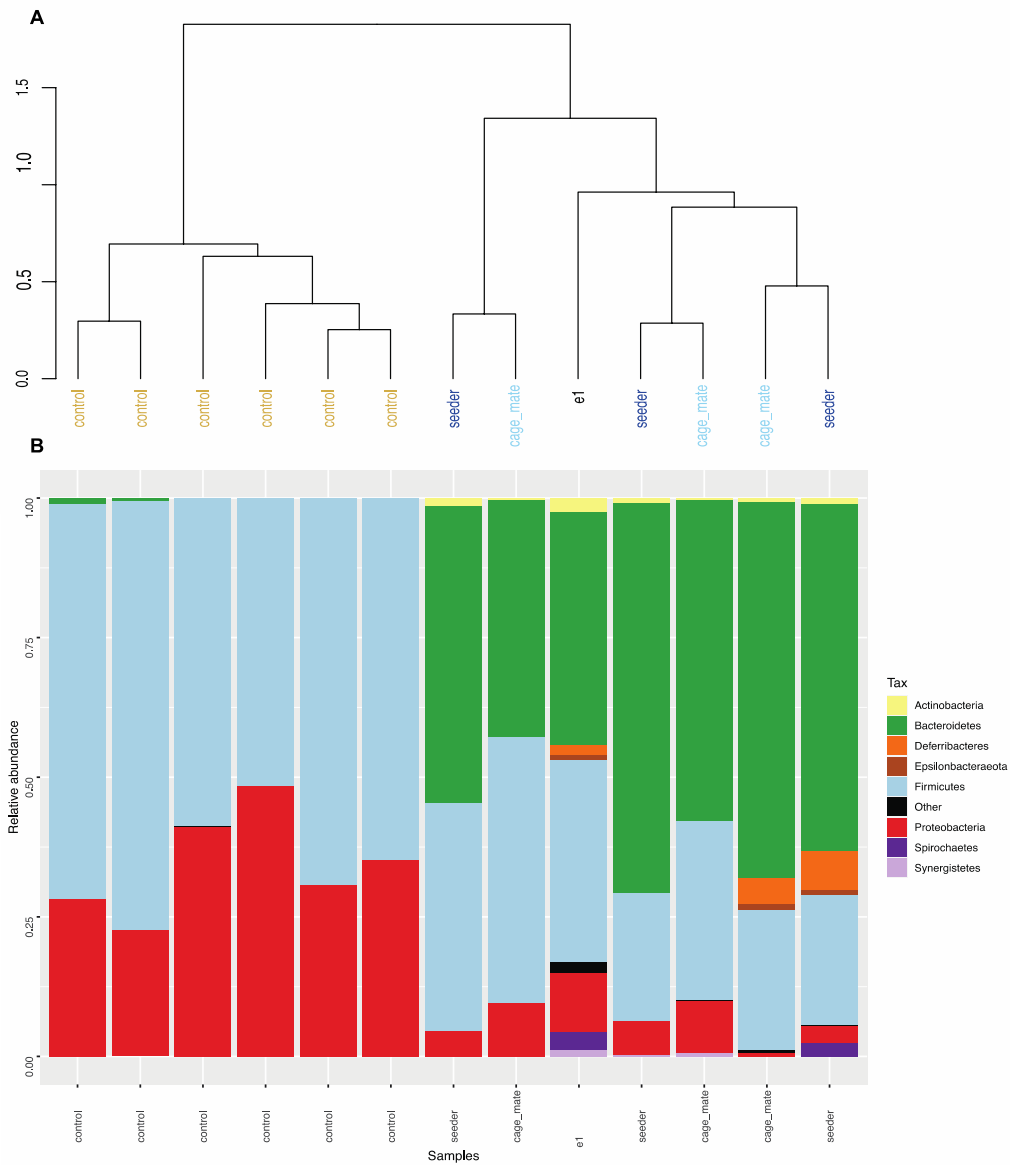 A
1.5
1.0
0.5
0.0
control
control
control
control
control
control
seeder
cage_mate
e1
seeder
cage_mate
cage_mate
seeder
B
1.00
0.75
0.50
0.25
0.00
Relative abundance
control
control
control
control
control
control
seeder
cage_mate
e1
seeder
cage_mate
cage_mate
seeder
Samples
Tax
Actinobacteria
Bacteroidetes
Deferribacteres
Epsilonbacteraeota
Firmicutes
Other
Proteobacteria
Spirochaetes
Synergistetes